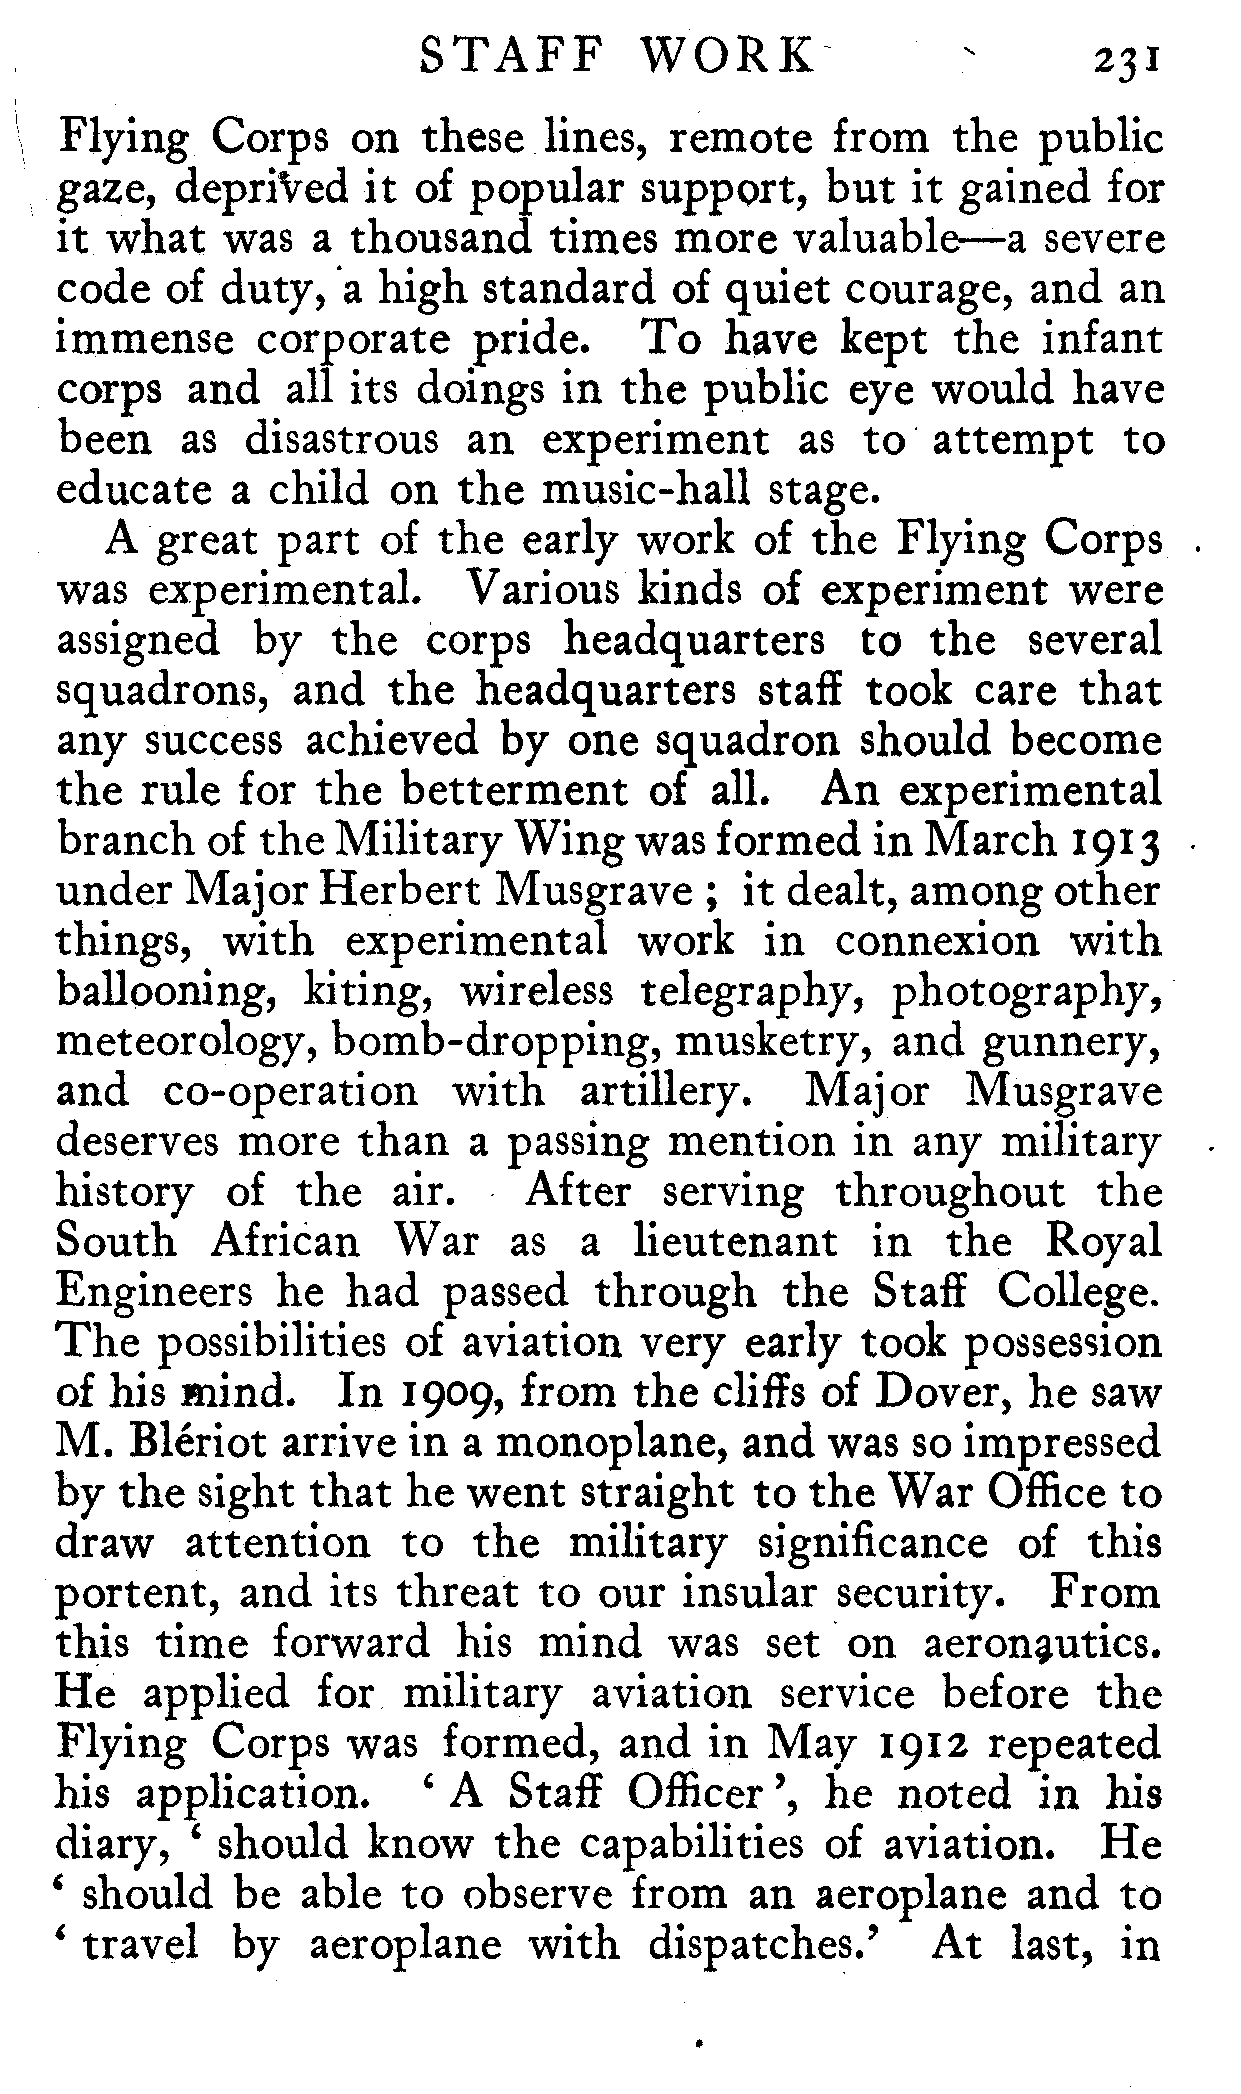 STAFF WORK 231
Flying Corps on these lines, remote from the public
gaze, deprived it of popular support, but it gained for
it what was a thousand times more valuable—a severe
code of duty, a high standard of quiet courage, and an
immense corporate pride. To have kept the infant
corps and all its doings in the public eye would have
been as disastrous an experiment as to attempt to
educate a child on the music-hall stage.
A great part of the early work of the Flying Corps
was experimental. Various kinds of experiment were
assigned by the corps headquarters to the several
squadrons, and the headquarters staff took care that
any success achieved by one squadron should become
the rule for the betterment of all. An experimental
branch of the Military Wing was formed in March 1913
under Major Herbert Musgrave ; it dealt, among other
things, with experimental work in connexion with
ballooning, kiting, wireless telegraphy, photography,
meteorology, bomb-dropping, musketry, and gunnery,
and co-operation with artillery. Major Musgrave
deserves more than a passing mention in any military
history of the air. After serving throughout the
South African War as a lieutenant in the Royal
Engineers he had passed through the Staff College.
The possibilities of aviation very early took possession
of his mind. In 1909, from the cliffs of Dover, he saw
M. Blériot arrive in a monoplane, and was so impressed
by the sight that he went straight to the War Office to
draw attention to the military significance of this
portent, and its threat to our insular security. From
this time forward his mind was set on aeronautics.
He applied for military aviation service before the
Flying Corps was formed, and in May 1912 repeated
his application. ‘ A Staff Officer ’, he noted in his
diary, ‘ should know the capabilities of aviation. He
‘ should be able to observe from an aeroplane and to
‘ travel by aeroplane with dispatches.’ At last, in